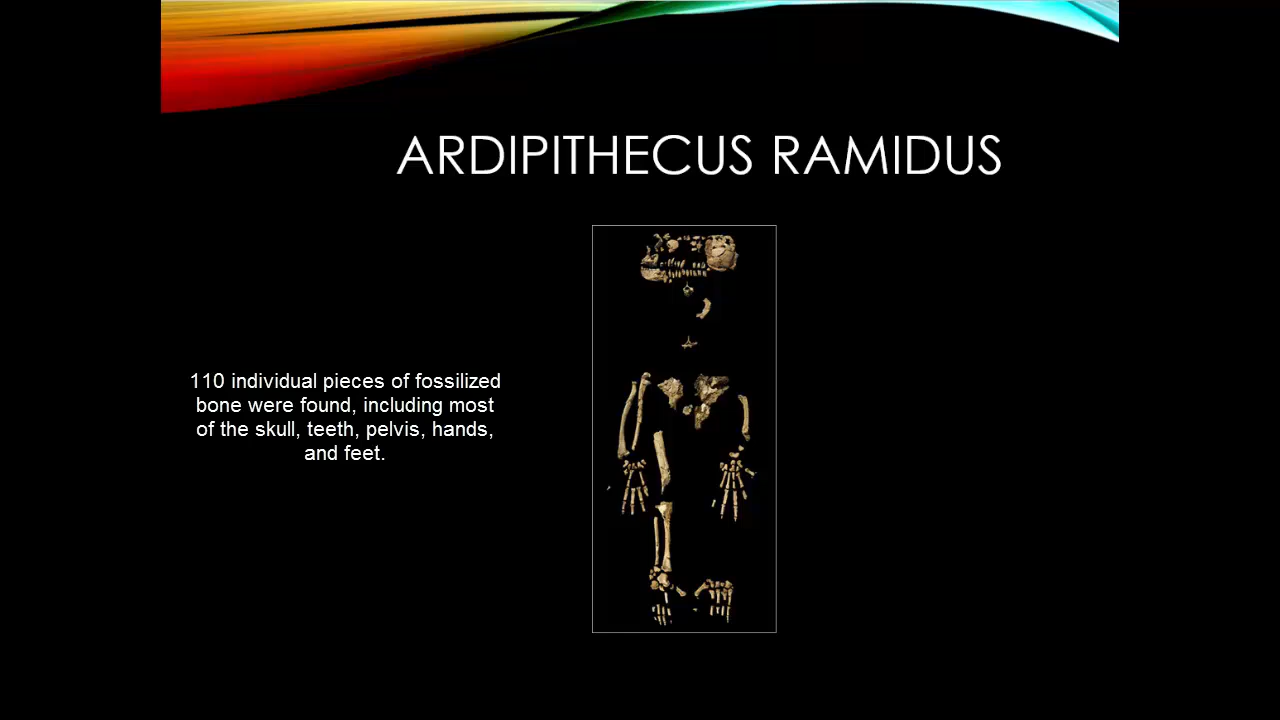 ARDIPITHECUS RAMIDUS
110 individual pieces of fossilized
bone were found, including most
of the skull, teeth, pelvis, hands,
and feet.